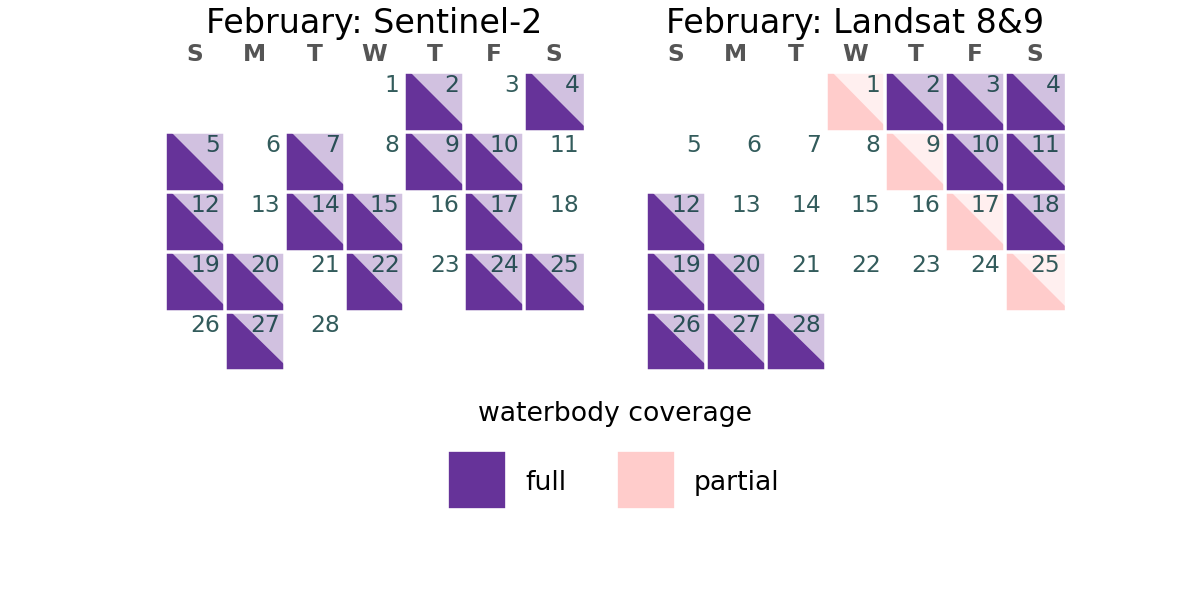 February: Sentinel-2
S M T W T F S
1 2 3 4
5 6 7 8 9 10 11
12 13 14 15 16 17 18
19 20 21 22 23 24 25
26 27 28
February: Landsat 8&9
S M T W T F S
1 2 3 4
5 6 7 8 9 10 11
12 13 14 15 16 17 18
19 20 21 22 23 24 25
26 27 28
waterbody coverage
full partial